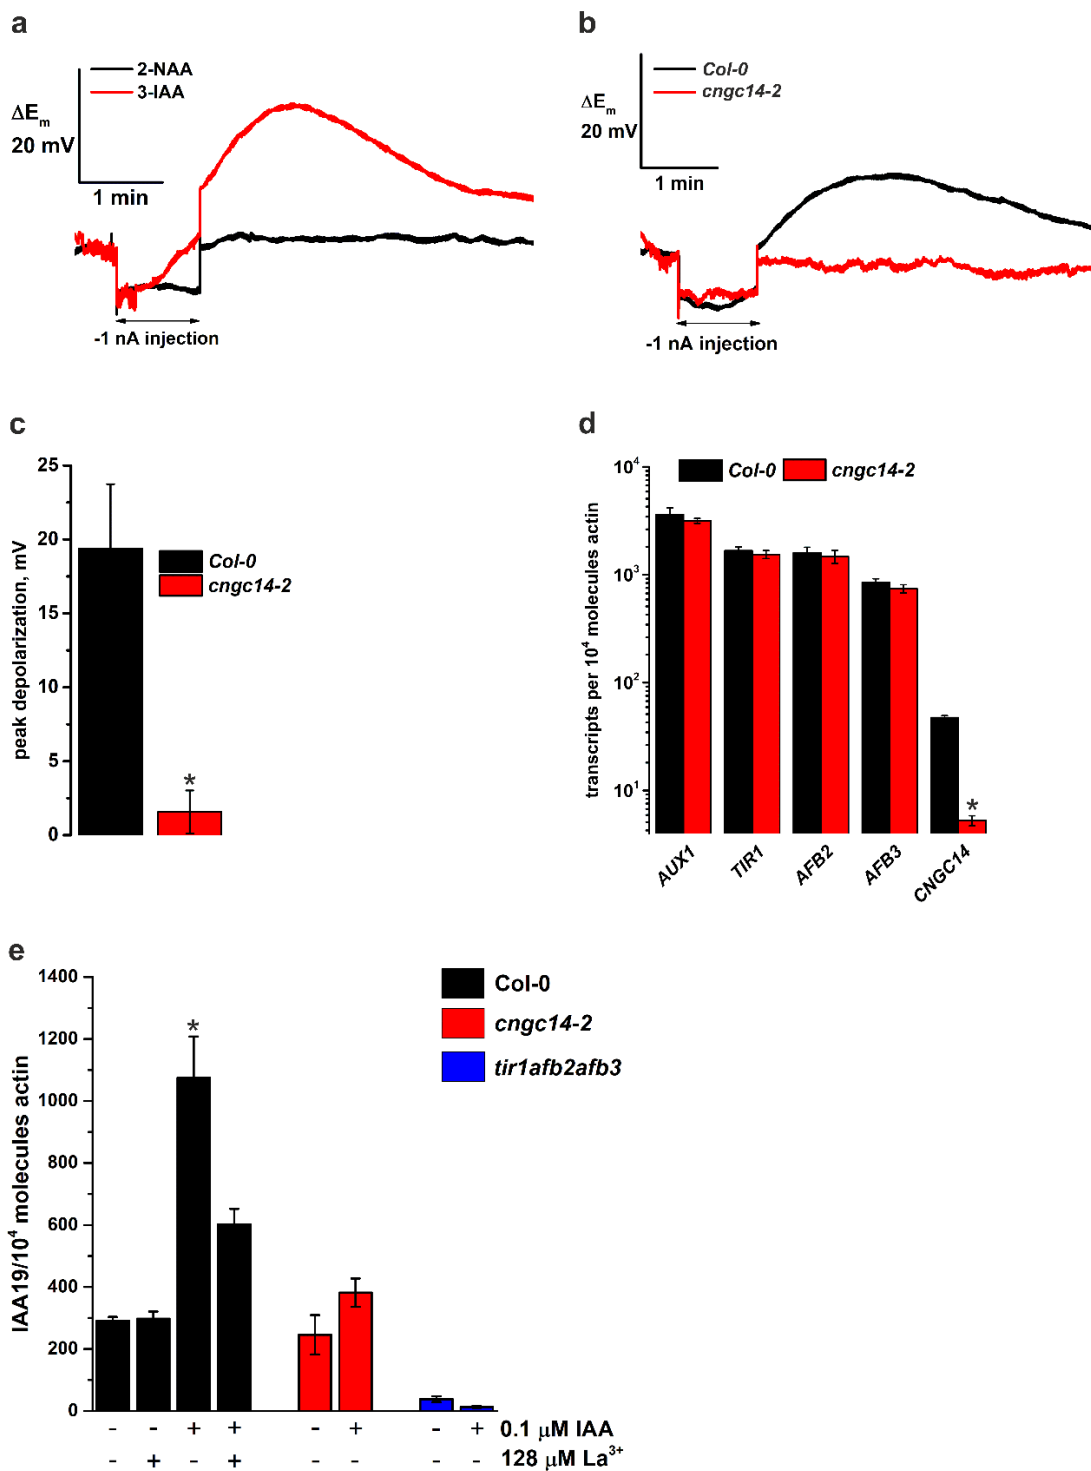 a
2-NAA
3-IAA
ΔEm
20 mV
1 min
-1 nA injection
b
Col-0
cngc14-2
ΔEm
20 mV
1 min
-1 nA injection
c
25
20
15
10
5
0
peak depolarization, mV
Col-0
cngc14-2
*
d
10⁴
10³
10²
10¹
transcripts per 10⁴ molecules actin
Col-0
cngc14-2
*
AUX1
TIR1
AFB2
AFB3
CNGC14
e
1400
1200
1000
800
600
400
200
0
IAA19/10⁴ molecules actin
*
Col-0
cngc14-2
tir1afb2afb3
- - + + - + - + 0.1 μM IAA
- + - + - - - - 128 μM La³⁺